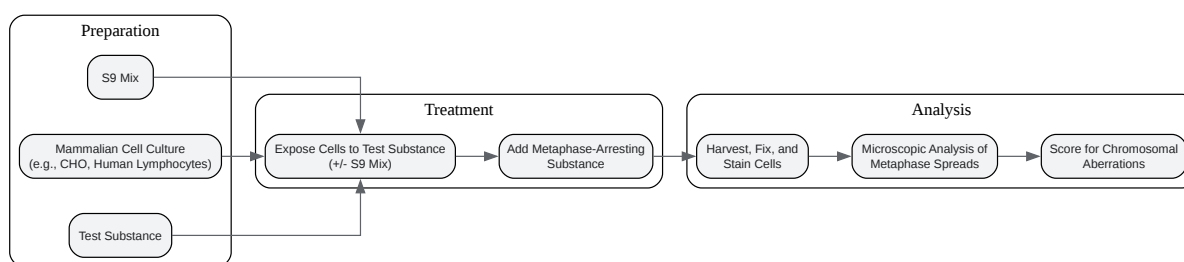 Preparation
S9 Mix
Mammalian Cell Culture
(e.g., CHO, Human Lymphocytes)
Test Substance
Treatment
Expose Cells to Test Substance
(+/- S9 Mix)
Add Metaphase-Arresting
Substance
Analysis
Harvest, Fix, and
Stain Cells
Microscopic Analysis of
Metaphase Spreads
Score for Chromosomal
Aberrations